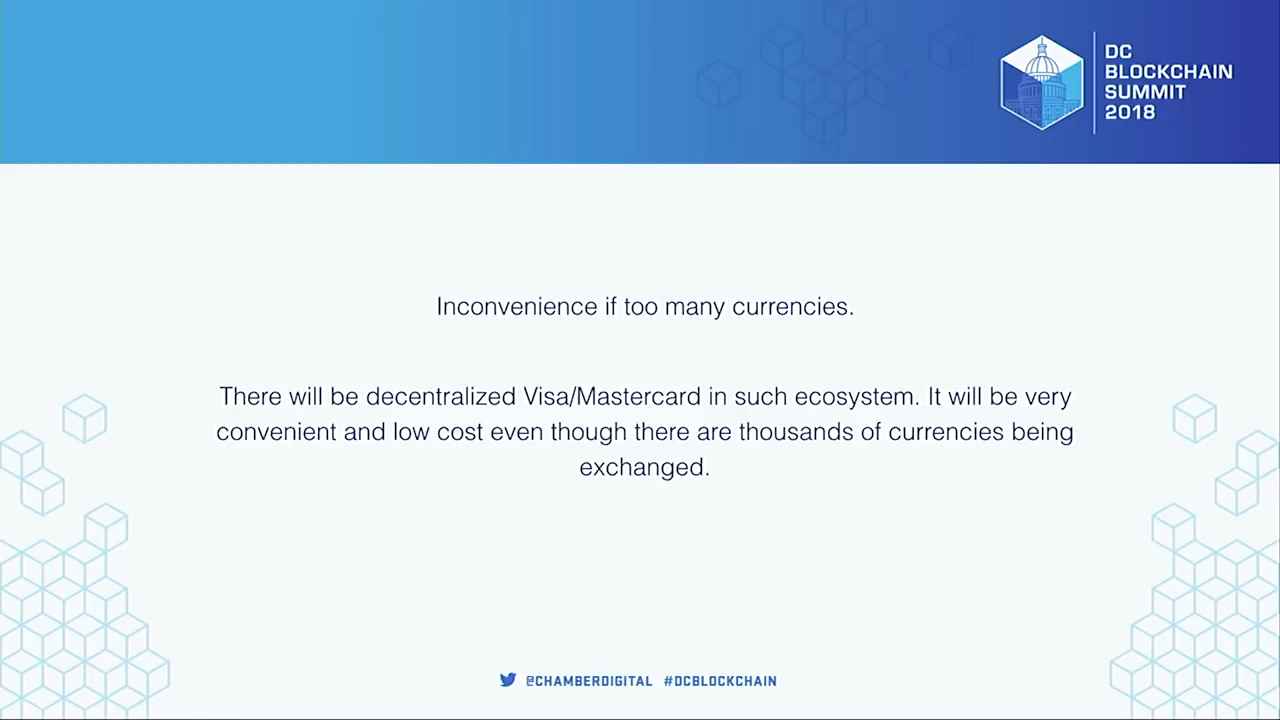 DC
BLOCKCHAIN
SUMMIT
2018
Inconvenience if too many currencies.
There will be decentralized Visa/Mastercard in such ecosystem. It will be very
convenient and low cost even though there are thousands of currencies being
exchanged.
@CHAMBERDIGITAL #DCBLOCKCHAIN